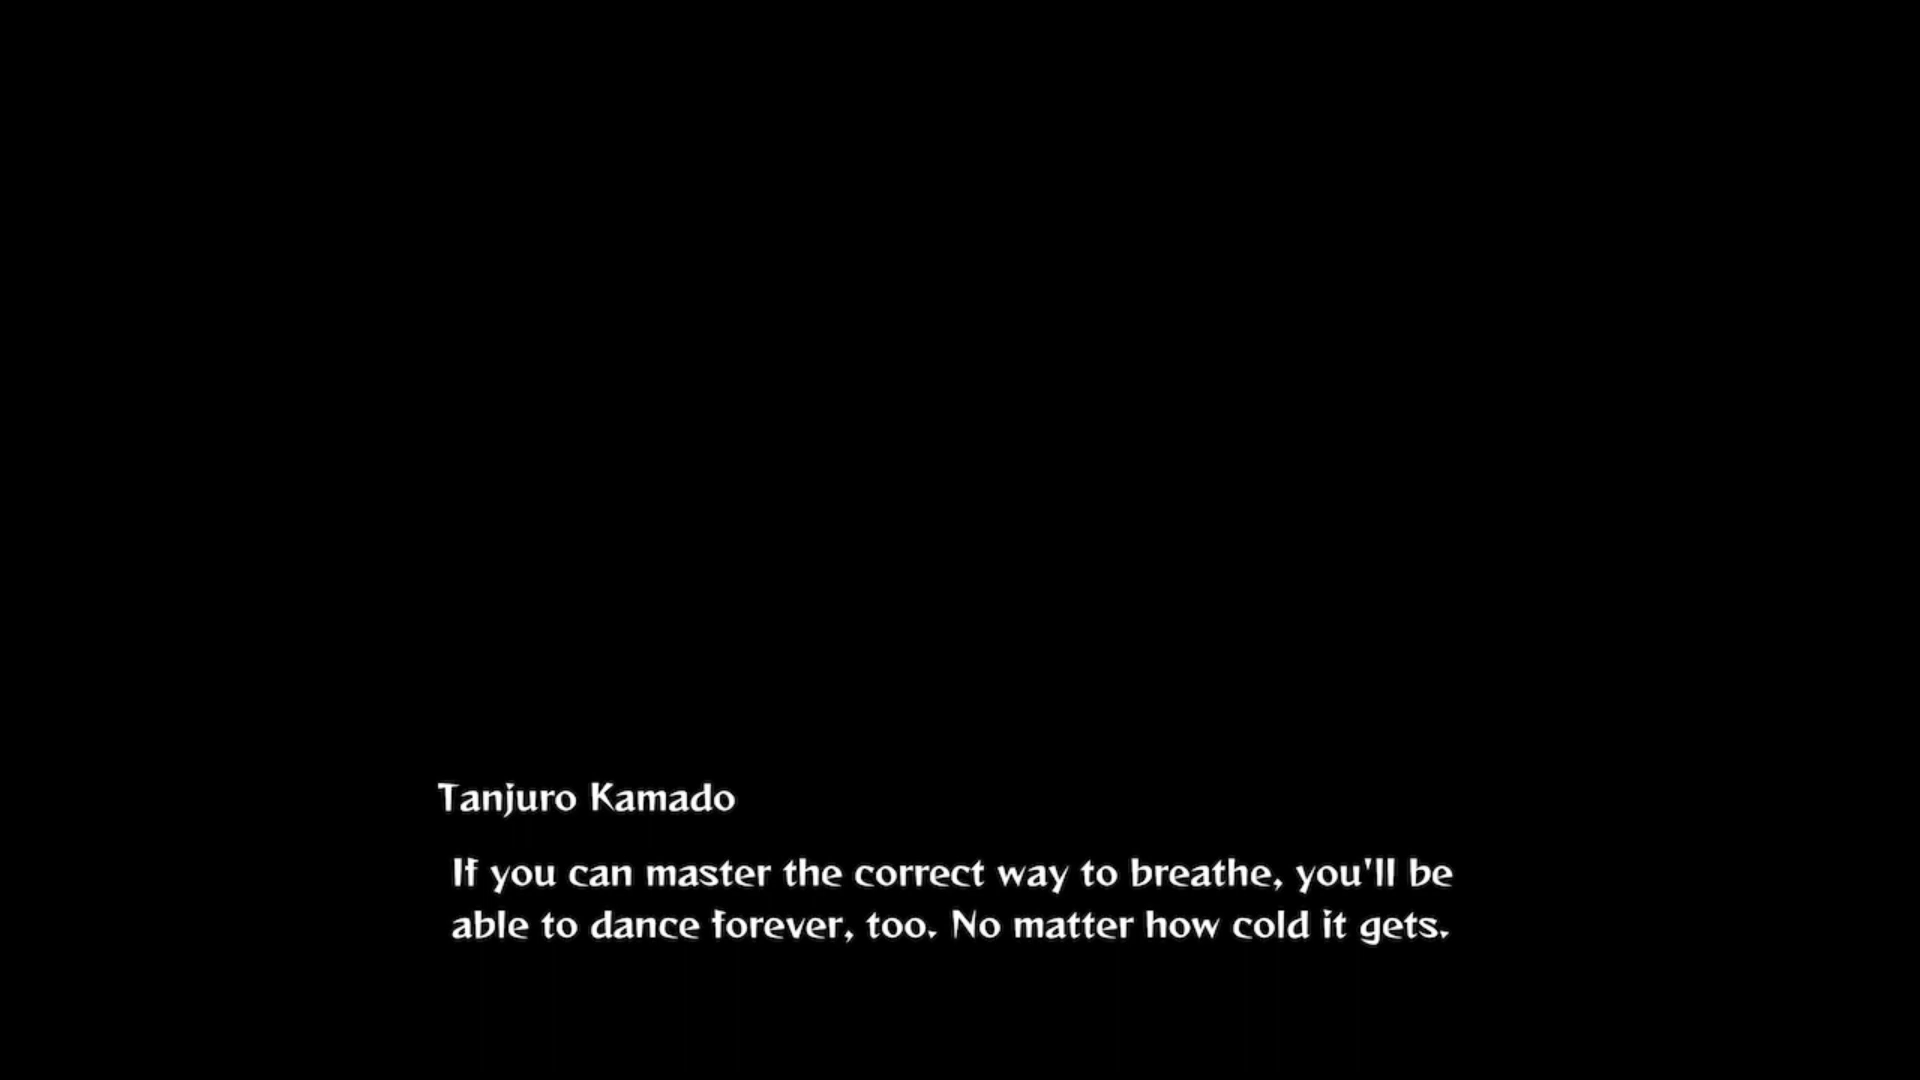 Tanjuro Kamado
If you can master the correct way to breathe, you'll be
able to dance forever, too. No matter how cold it gets.